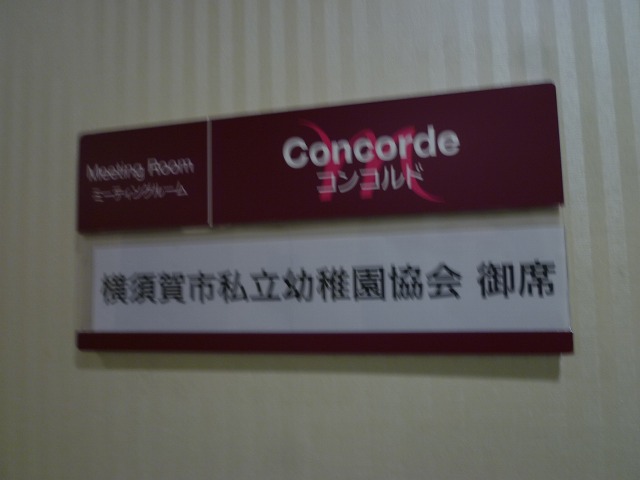 Meeting Room
ミーティングルーム
Concorde
コンコルド
横須賀市私立幼稚園協会 御席